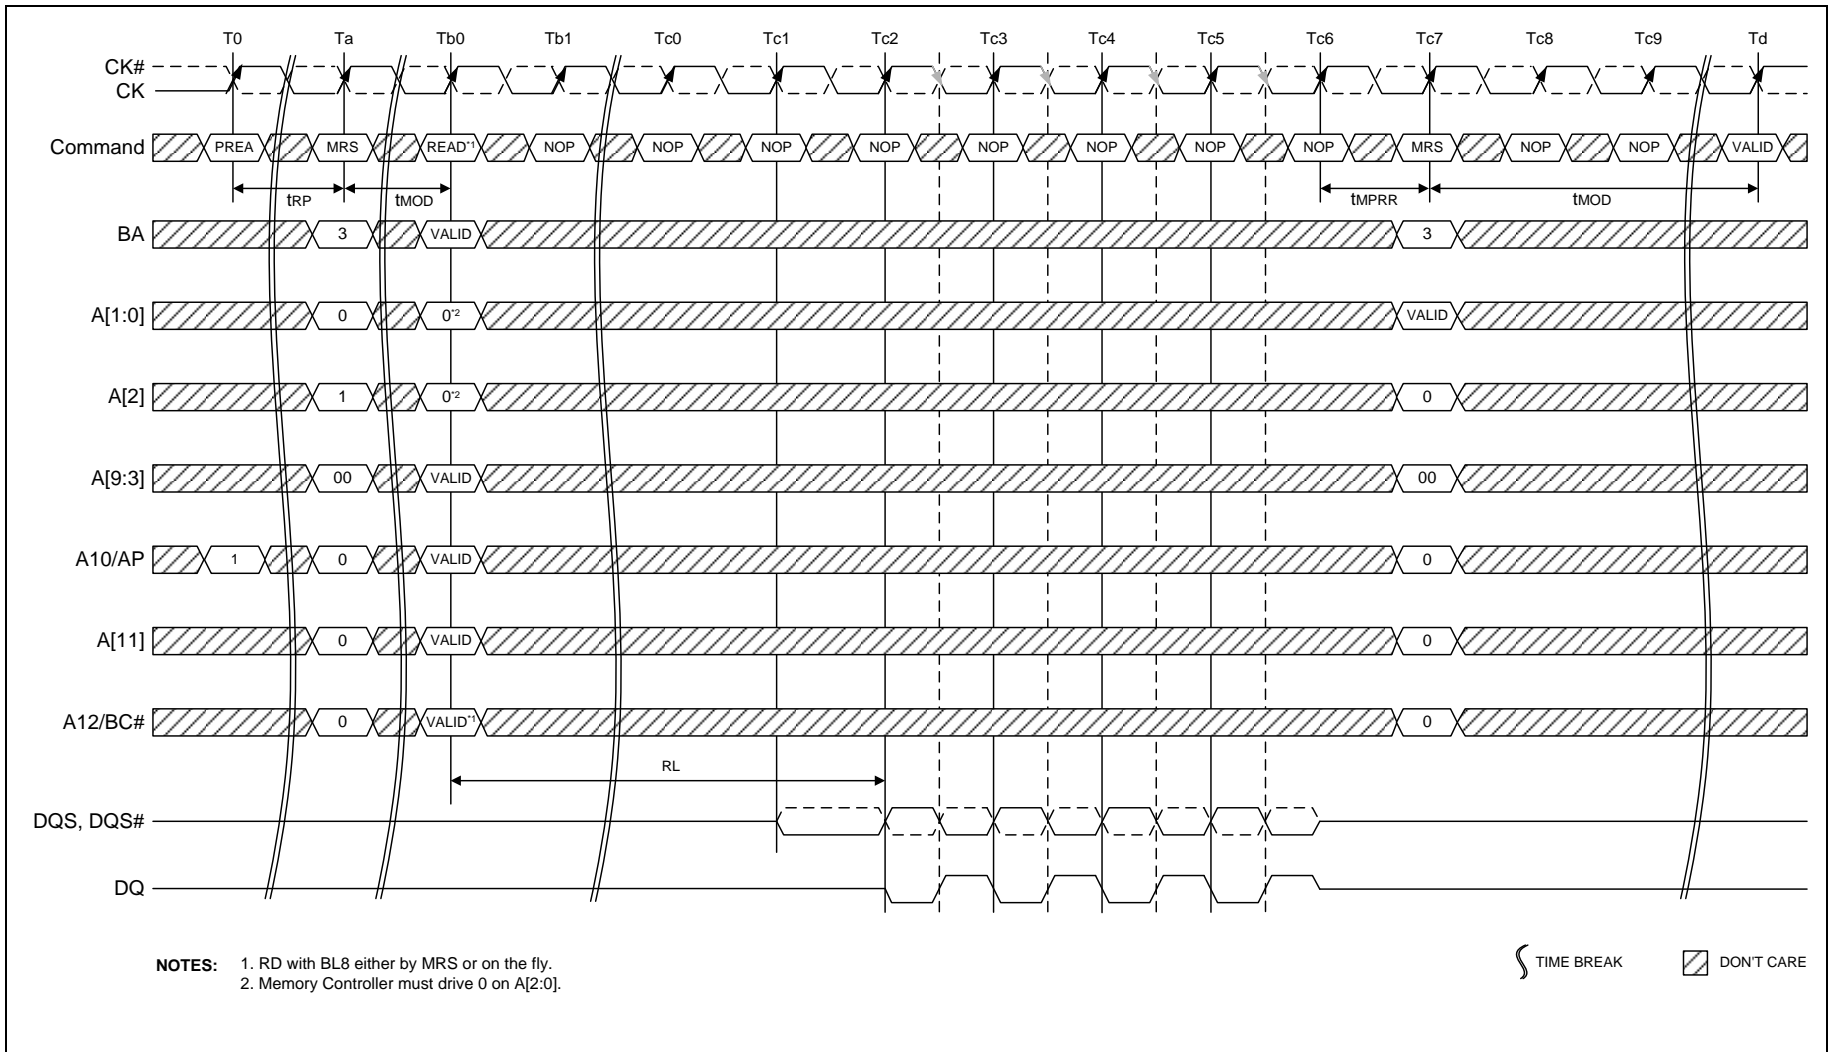 T0 Ta Tb0 Tb1 Tc0 Tc1 Tc2 Tc3 Tc4 Tc5 Tc6 Tc7 Tc8 Tc9 Td
CK#
CK
Command PREA MRS READ*1 NOP NOP NOP NOP NOP NOP NOP NOP MRS NOP NOP VALID
tRP tMOD tMPRR tMOD
BA 3 VALID 3
A[1:0] 0 0*2 VALID
A[2] 1 0*2 0
A[9:3] 00 VALID 00
A10/AP 1 0 VALID 0
A[11] 0 VALID 0
A12/BC# 0 VALID*1 0
RL
DQS, DQS#
DQ
NOTES: 1. RD with BL8 either by MRS or on the fly.
2. Memory Controller must drive 0 on A[2:0].
TIME BREAK DON'T CARE